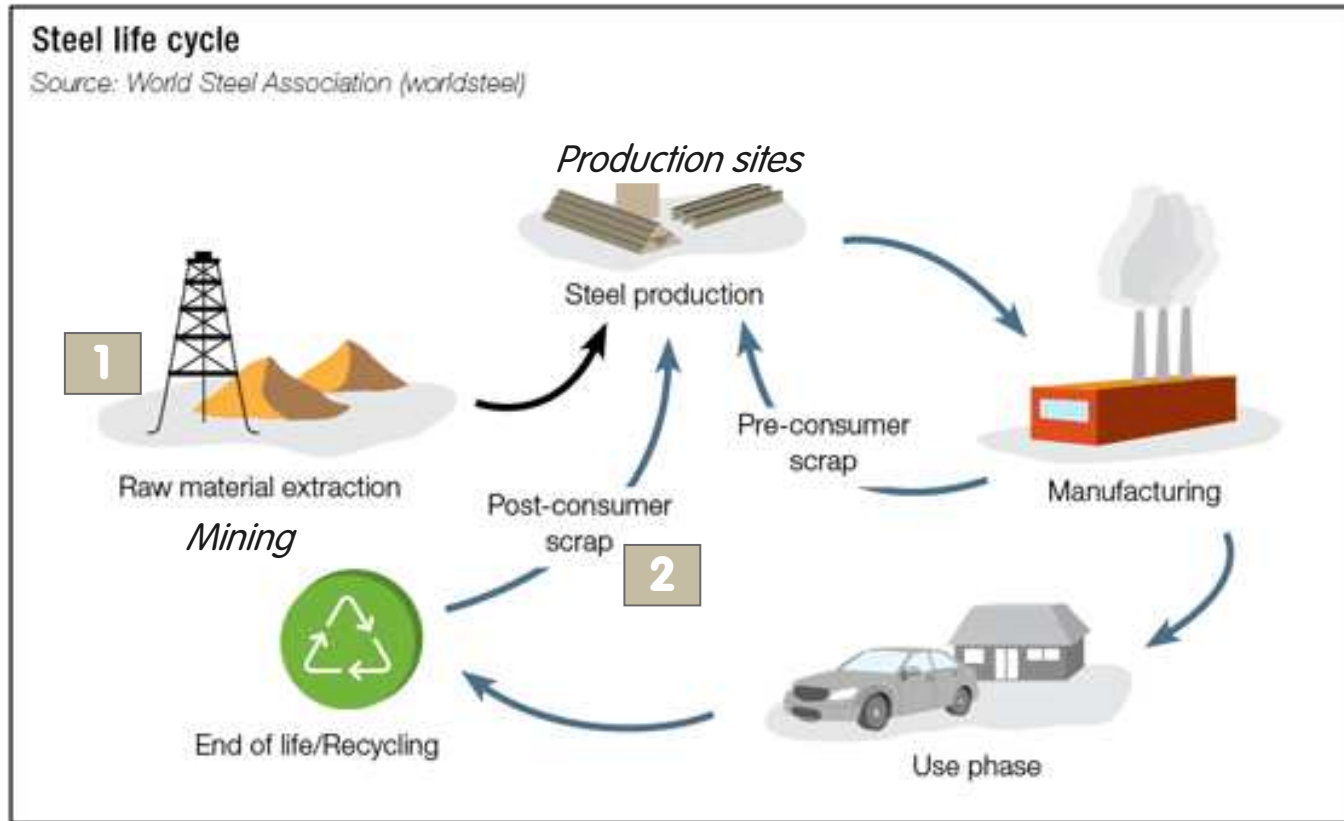 Steel life cycle
Source: World Steel Association (worldsteel)
Production sites
Steel production
1
Raw material extraction
Mining
Pre-consumer
scrap
Manufacturing
Post-consumer
scrap
2
End of life/Recycling
Use phase